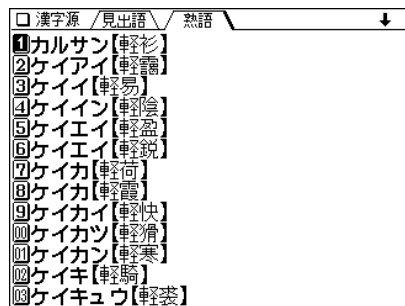 漢字源 見出語 熟語
1カルサン【軽衫】
2ケイアイ【軽靄】
3ケイイ【軽易】
4ケイイン【軽陰】
5ケイエイ【軽盈】
6ケイエイ【軽鋭】
7ケイカ【軽荷】
8ケイカ【軽霞】
9ケイカイ【軽快】
00ケイカツ【軽猾】
01ケイカン【軽寒】
02ケイキ【軽騎】
03ケイキュウ【軽裘】